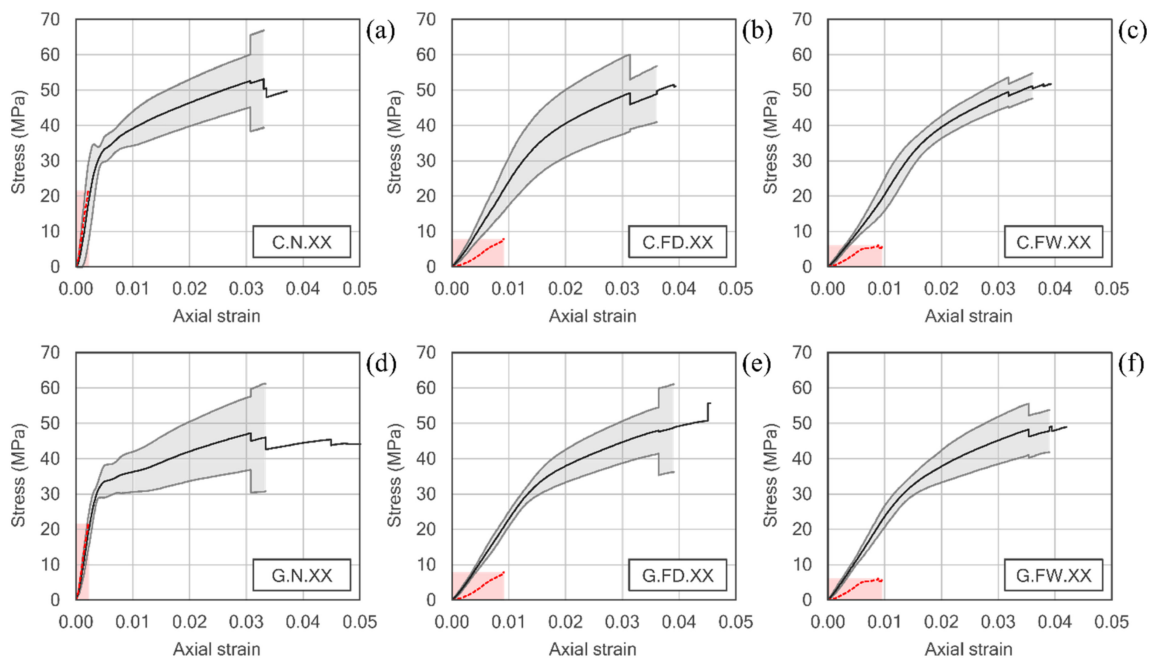 70 (a) 70 (b) 70 (c)
60 60 60
50 50 50
40 40 40
30 30 30
20 20 20
10 10 10
0 0 0
Stress (MPa) Stress (MPa) Stress (MPa)
C.N.XX C.FD.XX C.FW.XX
0.00 0.01 0.02 0.03 0.04 0.05 0.00 0.01 0.02 0.03 0.04 0.05 0.00 0.01 0.02 0.03 0.04 0.05
Axial strain Axial strain Axial strain
70 (d) 70 (e) 70 (f)
60 60 60
50 50 50
40 40 40
30 30 30
20 20 20
10 10 10
0 0 0
Stress (MPa) Stress (MPa) Stress (MPa)
G.N.XX G.FD.XX G.FW.XX
0.00 0.01 0.02 0.03 0.04 0.05 0.00 0.01 0.02 0.03 0.04 0.05 0.00 0.01 0.02 0.03 0.04 0.05
Axial strain Axial strain Axial strain